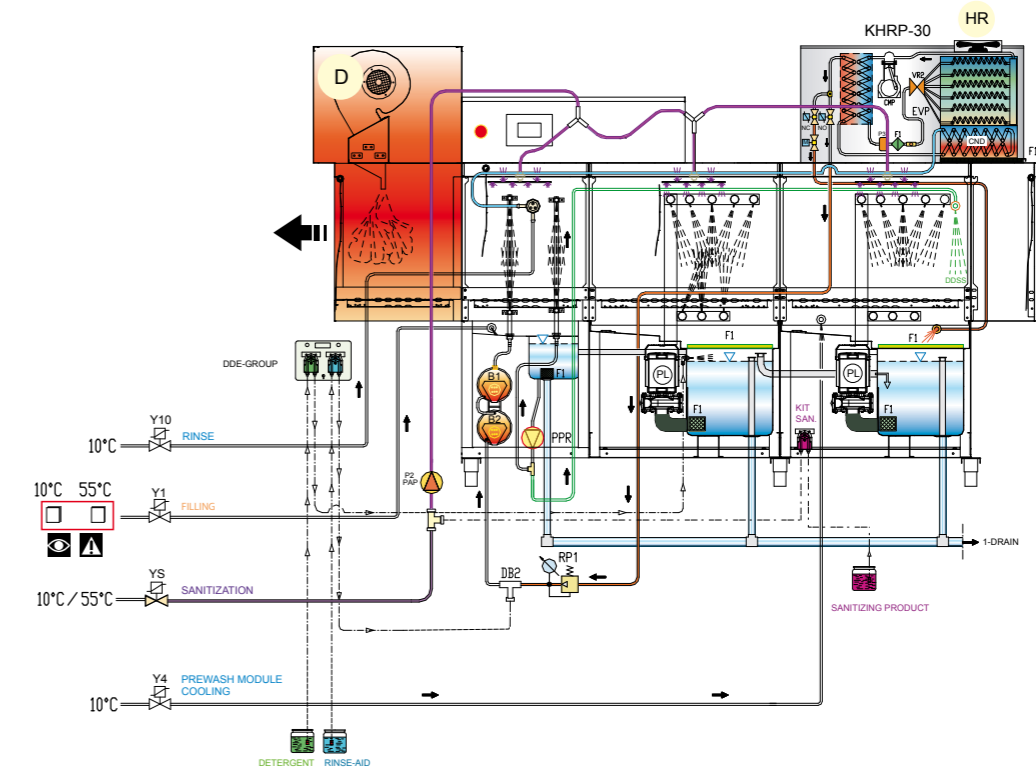 HR
KHRP-30
D
VR2
CMP
EVP
NC
NO
P3
F1
CND
F1
DDSS
F1
F1
DDE-GROUP
B1
F1
PL
PL
Y10
KIT
SAN.
10°C
RINSE
B2
PPR
F1
F1
P2
PAP
10°C 55°C
Y1
FILLING
1-DRAIN
RP1
YS
DB2
10°C / 55°C
SANITIZATION
SANITIZING PRODUCT
Y4
PREWASH MODULE
COOLING
10°C
DETERGENT
RINSE-AID